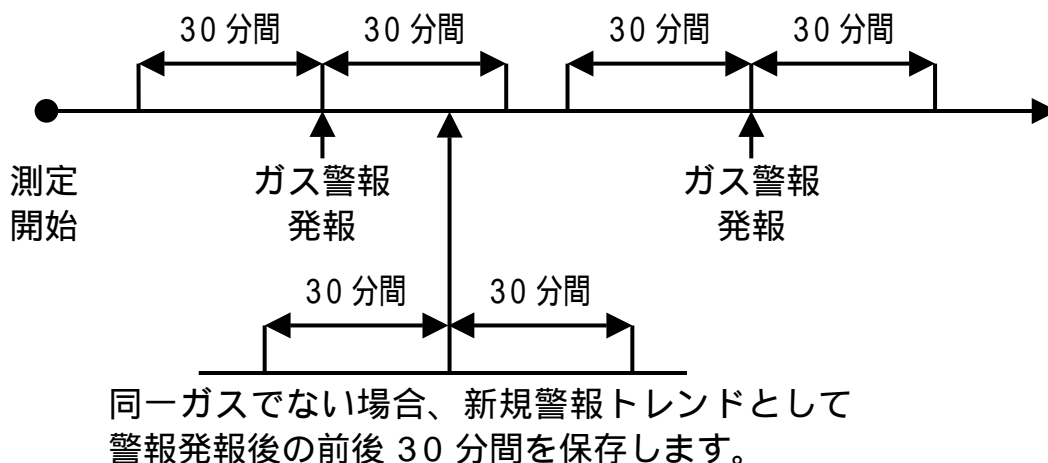 30 分間
30 分間
30 分間
30 分間
測定
開始
ガス警報
発報
ガス警報
発報
30 分間
30 分間
同一ガスでない場合、新規警報トレンドとして
警報発報後の前後 30 分間を保存します。